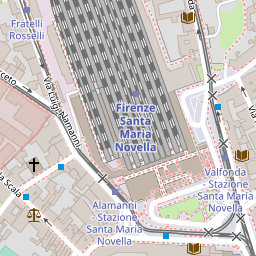 Fratelli
Rosselli
Via Luigi Alamanni
Firenze
Santa
Maria
Novella
Valfonda
Stazione
Santa Maria
Novella
Scala
Alamanni
- Stazione
Santa Maria
Novella